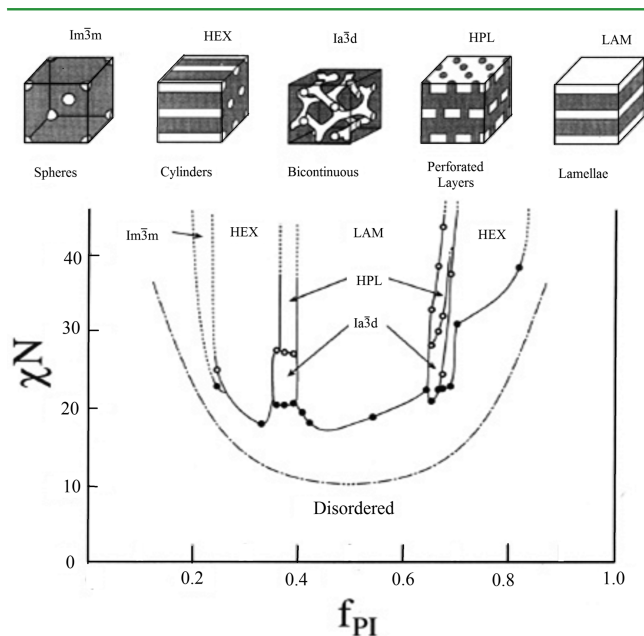 Im3̅m HEX Ia3̅d HPL LAM
Spheres Cylinders Bicontinuous Perforated Layers Lamellae
Im3̅m HEX LAM HEX
HPL
Ia3̅d
40
30
20
10
0
χN
Disordered
0.2 0.4 0.6 0.8 1.0
f_PI